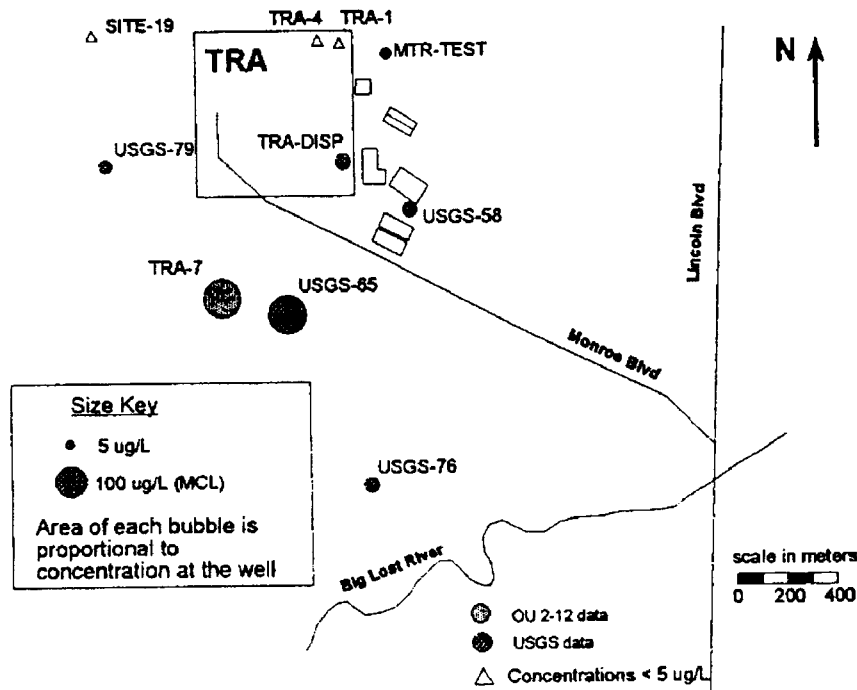 SITE-19
TRA-4
TRA-1
TRA
MTR-TEST
N
USGS-79
TRA-DISP
USGS-58
Lincoln Blvd
TRA-7
USGS-65
Monroe Blvd
Size Key
5 ug/L
100 ug/L (MCL)
Area of each bubble is
proportional to
concentration at the well
USGS-76
Big Lost River
scale in meters
0 200 400
OU 2-12 data
USGS data
Concentrations < 5 ug/L